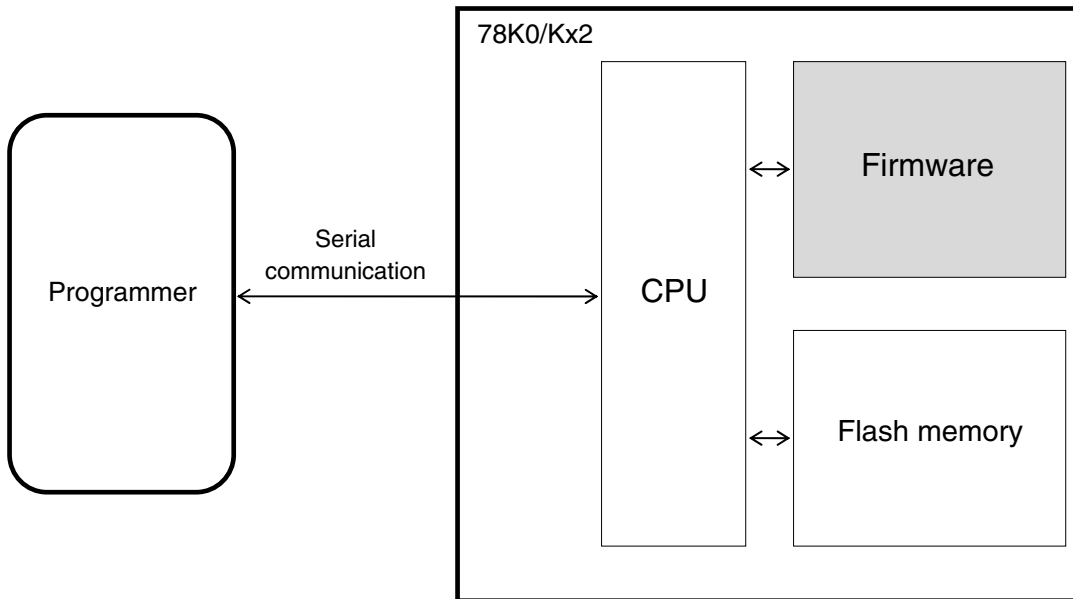 78K0/Kx2
Firmware
Serial
communication
Programmer
CPU
Flash memory